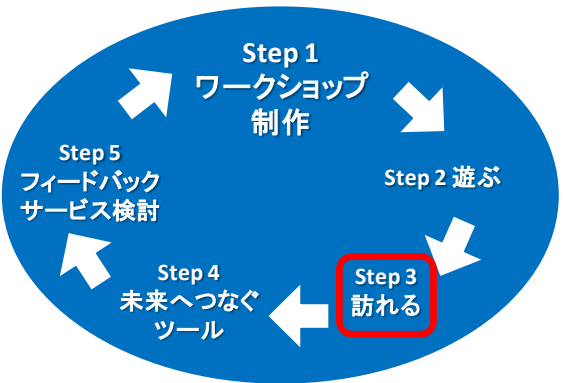 Step 1
ワークショップ
制作
Step 2 遊ぶ
Step 3
訪れる
Step 4
未来へつなぐ
ツール
Step 5
フィードバック
サービス検討